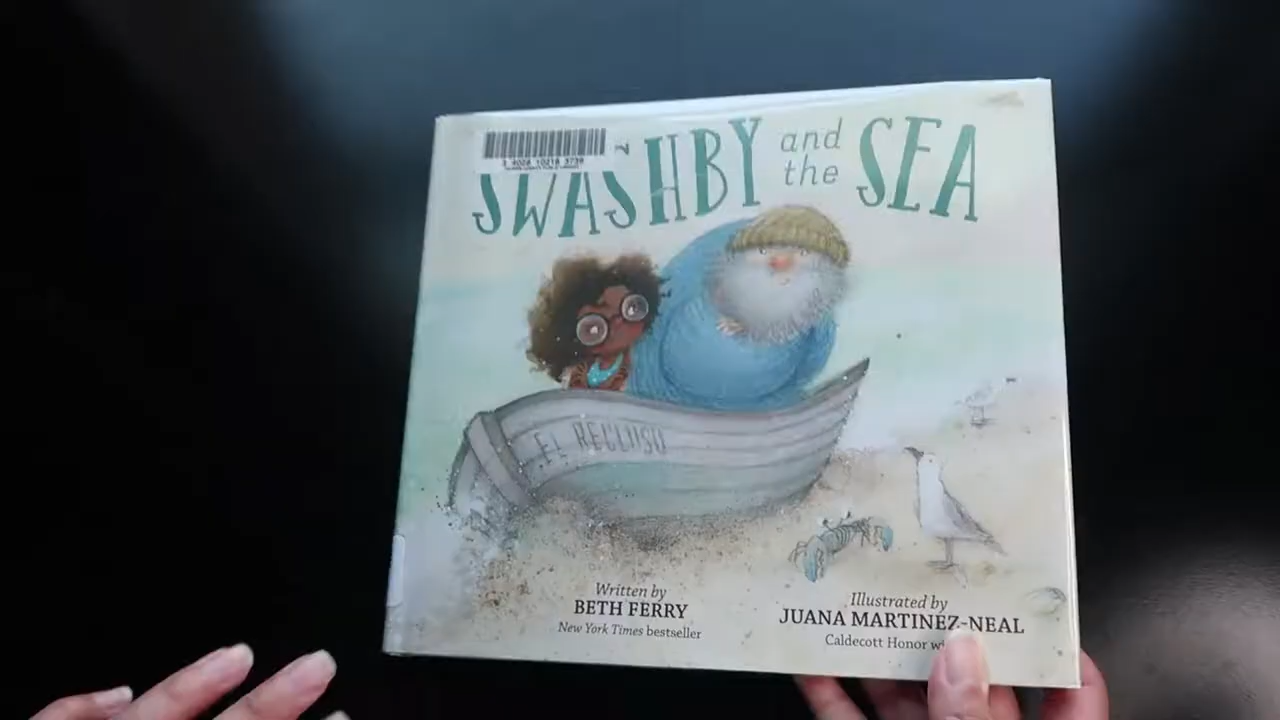 SWASHBY and the SEA
EL RECLUSO
Written by
BETH FERRY
New York Times bestseller
Illustrated by
JUANA MARTINEZ-NEAL
Caldecott Honor